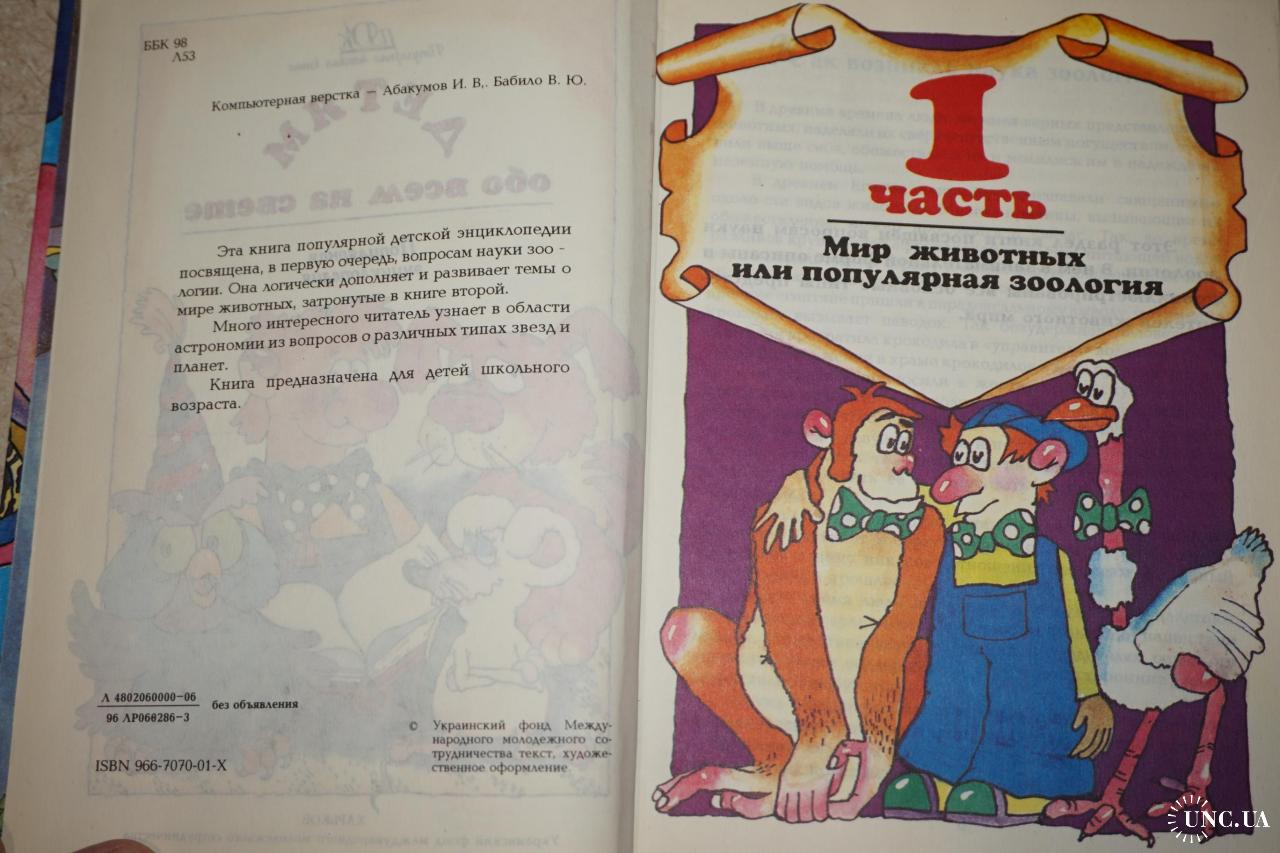 ББК 98
Л53
Компьютерная верстка – Абакумов И. В,. Бабило В. Ю.
Эта книга популярной детской энциклопедии
посвящена, в первую очередь, вопросам науки зоо -
логии. Она логически дополняет и развивает темы о
мире животных, затронутые в книге второй.
Много интересного читатель узнает в области
астрономии из вопросов о различных типах звезд и
планет.
Книга предназначена для детей школьного
возраста.
Л 4802060000-06
96 ЛР060286-3
без объявления
© Украинский фонд Между-
народного молодежного со-
трудничества текст, художе-
ственное оформление.
ISBN 966-7070-01-X
1
часть
Мир животных
или популярная зоология
UNC.UA